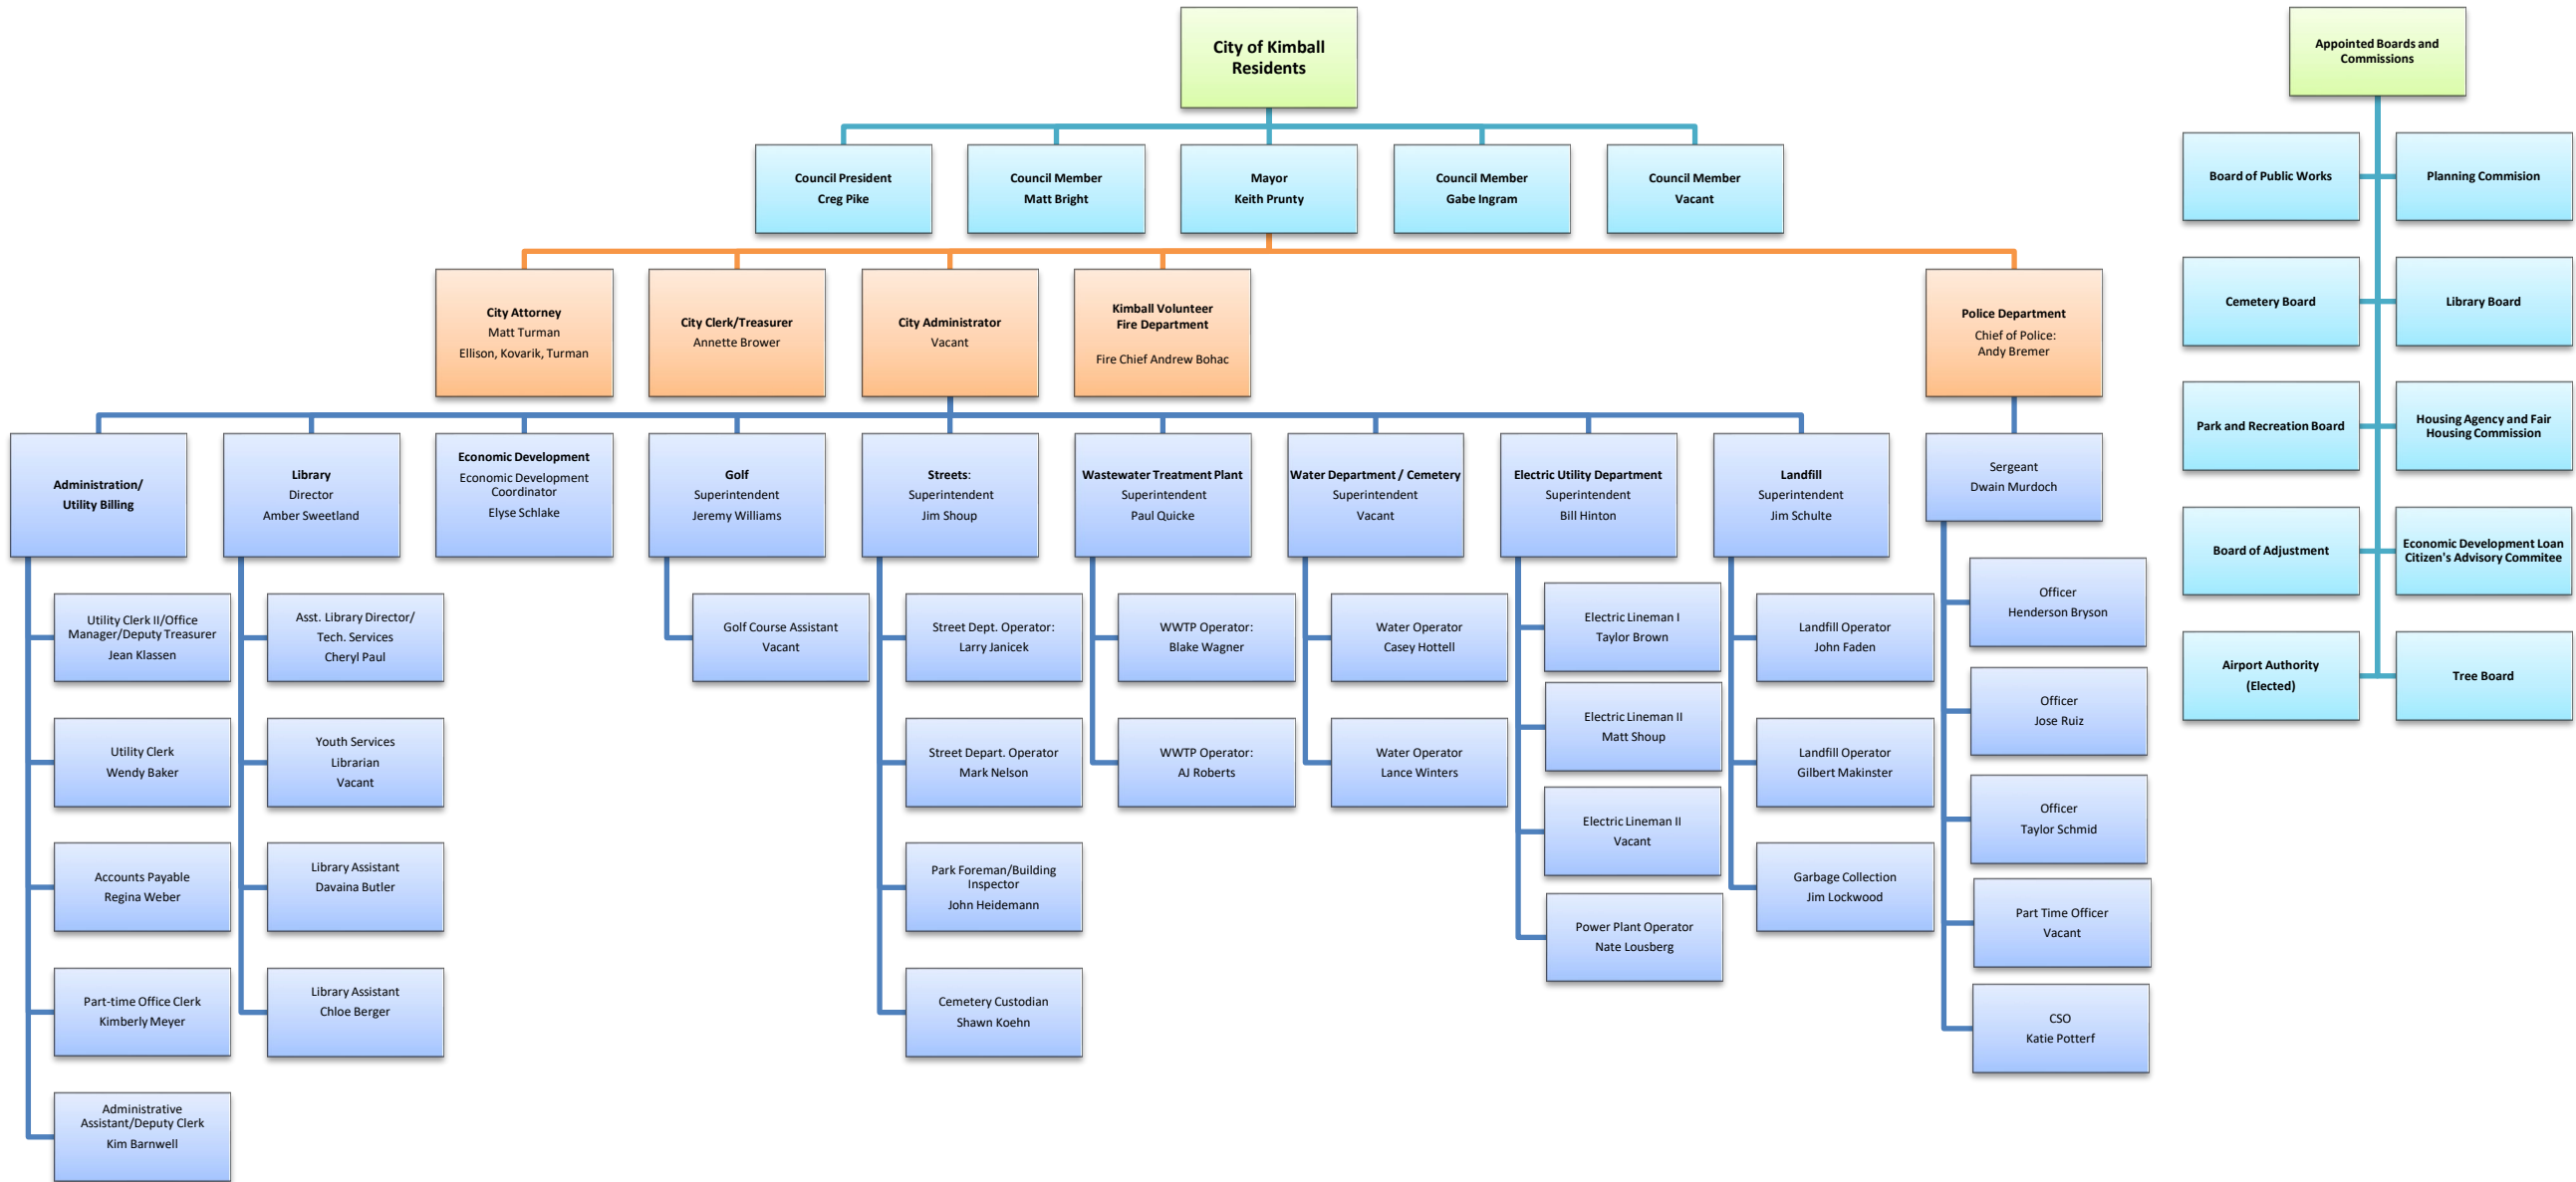 City of Kimball
Residents
Appointed Boards and
Commissions
Council President
Creg Pike
Council Member
Matt Bright
Mayor
Keith Prunty
Council Member
Gabe Ingram
Council Member
Vacant
Board of Public Works
Planning Commision
City Attorney
Matt Turman
Ellison, Kovarik, Turman
City Clerk/Treasurer
Annette Brower
City Administrator
Vacant
Kimball Volunteer
Fire Department
Fire Chief Andrew Bohac
Police Department
Chief of Police:
Andy Bremer
Cemetery Board
Library Board
Park and Recreation Board
Housing Agency and Fair
Housing Commission
Board of Adjustment
Economic Development Loan
Citizen's Advisory Commitee
Airport Authority
(Elected)
Tree Board
Administration/
Utility Billing
Library
Director
Amber Sweetland
Economic Development
Economic Development
Coordinator
Elyse Schlake
Golf
Superintendent
Jeremy Williams
Streets:
Superintendent
Jim Shoup
Wastewater Treatment Plant
Superintendent
Paul Quicke
Water Department / Cemetery
Superintendent
Vacant
Electric Utility Department
Superintendent
Bill Hinton
Landfill
Superintendent
Jim Schulte
Sergeant
Dwain Murdoch
Utility Clerk II/Office
Manager/Deputy Treasurer
Jean Klassen
Utility Clerk
Wendy Baker
Accounts Payable
Regina Weber
Part-time Office Clerk
Kimberly Meyer
Administrative
Assistant/Deputy Clerk
Kim Barnwell
Asst. Library Director/
Tech. Services
Cheryl Paul
Youth Services
Librarian
Vacant
Library Assistant
Davaina Butler
Library Assistant
Chloe Berger
Golf Course Assistant
Vacant
Street Dept. Operator:
Larry Janicek
Street Depart. Operator
Mark Nelson
Park Foreman/Building
Inspector
John Heidemann
Cemetery Custodian
Shawn Koehn
WWTP Operator:
Blake Wagner
WWTP Operator:
AJ Roberts
Water Operator
Casey Hottell
Water Operator
Lance Winters
Electric Lineman I
Taylor Brown
Electric Lineman II
Matt Shoup
Electric Lineman II
Vacant
Power Plant Operator
Nate Lousberg
Landfill Operator
John Faden
Landfill Operator
Gilbert Makinster
Garbage Collection
Jim Lockwood
Officer
Henderson Bryson
Officer
Jose Ruiz
Officer
Taylor Schmid
Part Time Officer
Vacant
CSO
Katie Potterf